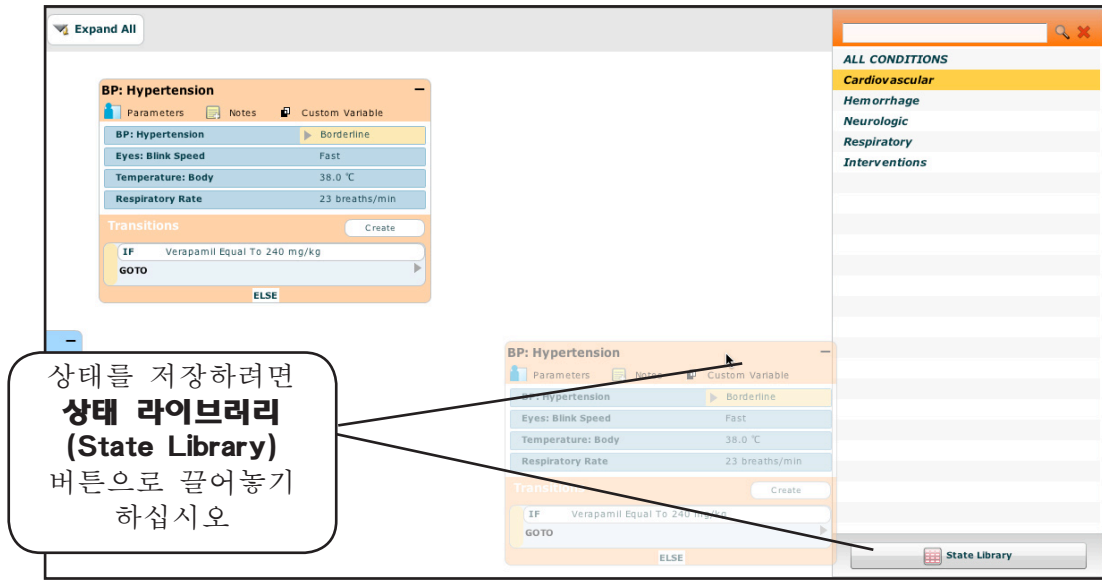 Expand All
BP: Hypertension
Parameters Notes Custom Variable
BP: Hypertension Borderline
Eyes: Blink Speed Fast
Temperature: Body 38.0 ℃
Respiratory Rate 23 breaths/min
Transitions Create
IF Verapamil Equal To 240 mg/kg
GOTO
ELSE
ALL CONDITIONS
Cardiovascular
Hemorrhage
Neurologic
Respiratory
Interventions
상태를 저장하려면
상태 라이브러리
(State Library)
버튼으로 끌어놓기
하십시오
BP: Hypertension
Parameters Notes Custom Variable
BP: Hypertension Borderline
Eyes: Blink Speed Fast
Temperature: Body 38.0 ℃
Respiratory Rate 23 breaths/min
Transitions Create
IF Verapamil Equal To 240 mg/kg
GOTO
ELSE
State Library